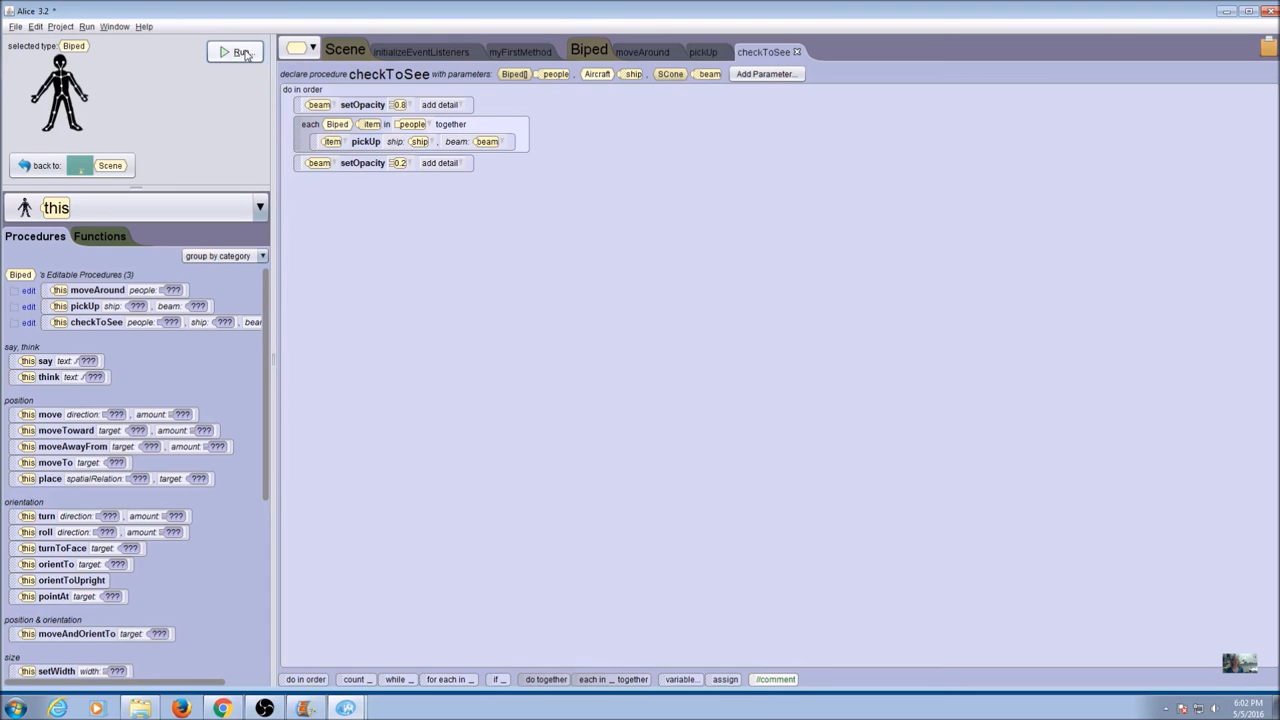 Alice 3.2 *
File Edit Project Run Window Help
selected type: Biped
Run...
back to: Scene
this
Procedures Functions
group by category
Biped 's Editable Procedures (3)
edit this moveAround people: ???
edit this pickUp ship: ??? , beam: ???
edit this checkToSee people: ??? , ship: ??? , bear
say, think
this say text: ???
this think text: ???
position
this move direction: ??? , amount: ???
this moveToward target: ??? , amount: ???
this moveAwayFrom target: ??? , amount: ???
this moveTo target: ???
this place spatialRelation: ??? , target: ???
orientation
this turn direction: ??? , amount: ???
this roll direction: ??? , amount: ???
this turnToFace target: ???
this orientTo target: ???
this orientToUpright
this pointAt target: ???
position & orientation
this moveAndOrientTo target: ???
size
this setWidth width: ???
Scene initializeEventListeners myFirstMethod Biped moveAround pickUp checkToSee
declare procedure checkToSee with parameters: Biped[] people , Aircraft ship , SCone beam Add Parameter...
do in order
beam setOpacity 0.8 add detail
each Biped item in people together
item pickUp ship: ship , beam: beam
beam setOpacity 0.2 add detail
do in order count _ while _ for each in _ if _ do together each in _ together variable... assign //comment
6:02 PM
5/5/2016